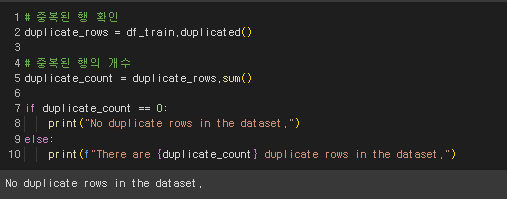 1 # 중복된 행 확인
2 duplicate_rows = df_train.duplicated()
3
4 # 중복된 행의 개수
5 duplicate_count = duplicate_rows.sum()
6
7 if duplicate_count == 0:
8     print("No duplicate rows in the dataset.")
9 else:
10     print(f"There are {duplicate_count} duplicate rows in the dataset.")
No duplicate rows in the dataset.